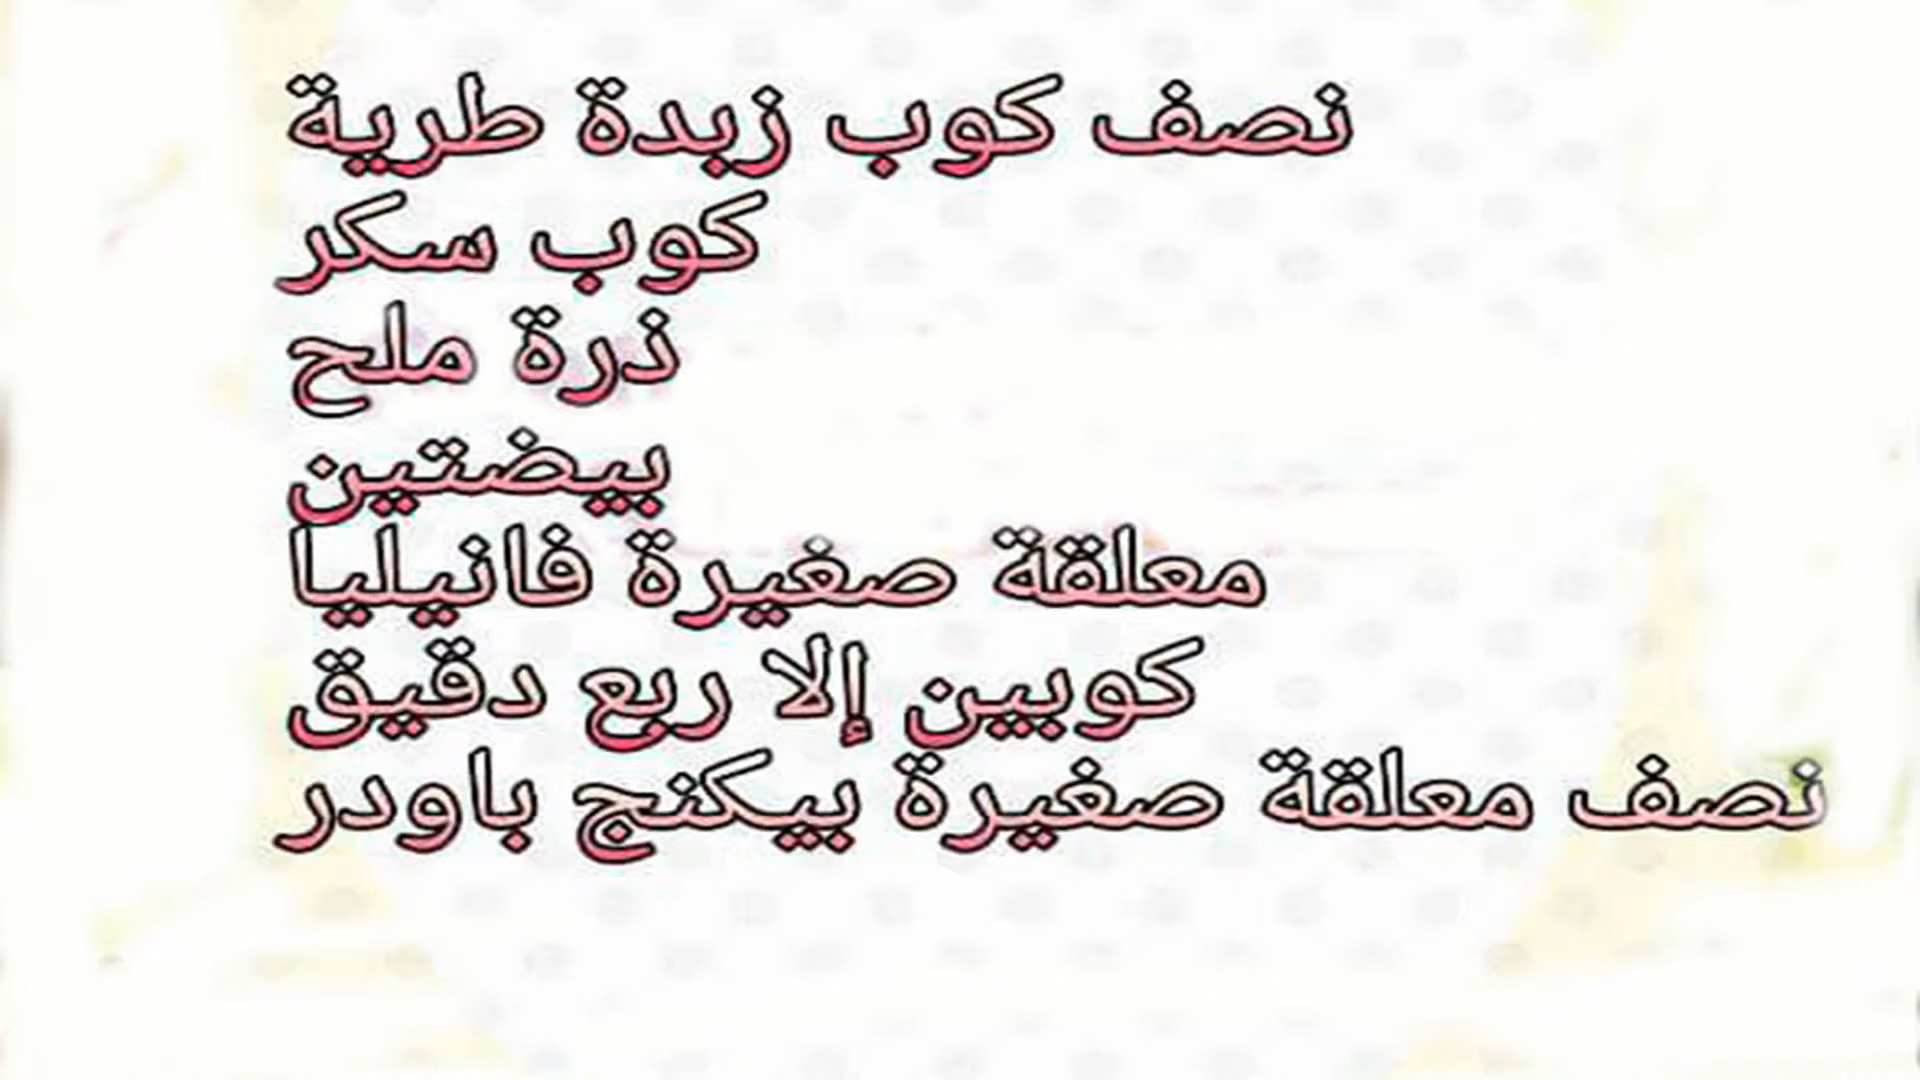 نصف كوب زبدة طرية
كوب سكر
ذرة ملح
بيضتين
معلقة صغيرة فانيليا
كوبين إلا ربع دقيق
نصف معلقة صغيرة بيكنج باودر